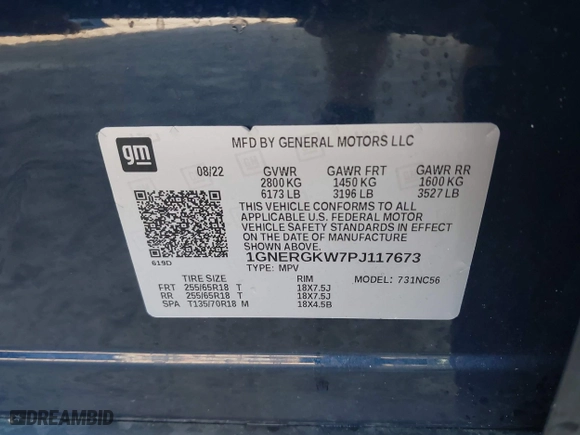 gm
MFD BY GENERAL MOTORS LLC
08/22 GVWR GAWR FRT GAWR RR
2800 KG 1450 KG 1600 KG
6173 LB 3196 LB 3527 LB
THIS VEHICLE CONFORMS TO ALL
APPLICABLE U.S. FEDERAL MOTOR
VEHICLE SAFETY STANDARDS IN EFFECT
ON THE DATE OF MANUFACTURE SHOWN ABOVE.
1GNERGKW7PJ117673
619D
TYPE: MPV MODEL: 731NC56
TIRE SIZE RIM
FRT 255/65R18 T 18X7.5J
RR 255/65R18 T 18X7.5J
SPA T135/70R18 M 18X4.5B
DREAMBID